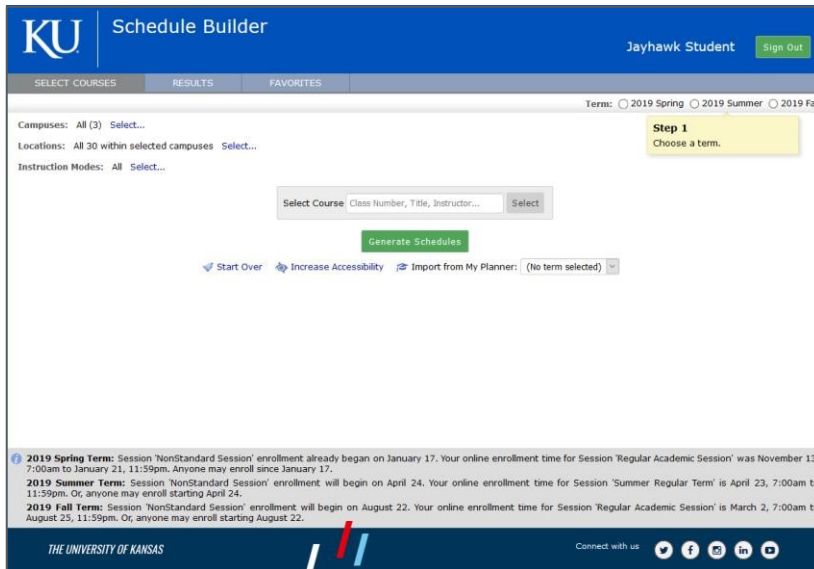 KU
Schedule Builder
Jayhawk Student
Sign Out
SELECT COURSES RESULTS FAVORITES
Term: 2019 Spring 2019 Summer 2019 Fa
Step 1
Choose a term.
Campuses: All (3) Select...
Locations: All 30 within selected campuses Select...
Instruction Modes: All Select...
Select Course Class Number, Title, Instructor... Select
Generate Schedules
Start Over Increase Accessibility Import from My Planner: (No term selected)
2019 Spring Term: Session 'NonStandard Session' enrollment already began on January 17. Your online enrollment time for Session 'Regular Academic Session' was November 13
7:00am to January 21, 11:59pm. Anyone may enroll since January 17.
2019 Summer Term: Session 'NonStandard Session' enrollment will begin on April 24. Your online enrollment time for Session 'Summer Regular Term' is April 23, 7:00am t
11:59pm. Or, anyone may enroll starting April 24.
2019 Fall Term: Session 'NonStandard Session' enrollment will begin on August 22. Your online enrollment time for Session 'Regular Academic Session' is March 2, 7:00am t
August 25, 11:59pm. Or, anyone may enroll starting August 22.
THE UNIVERSITY OF KANSAS
Connect with us